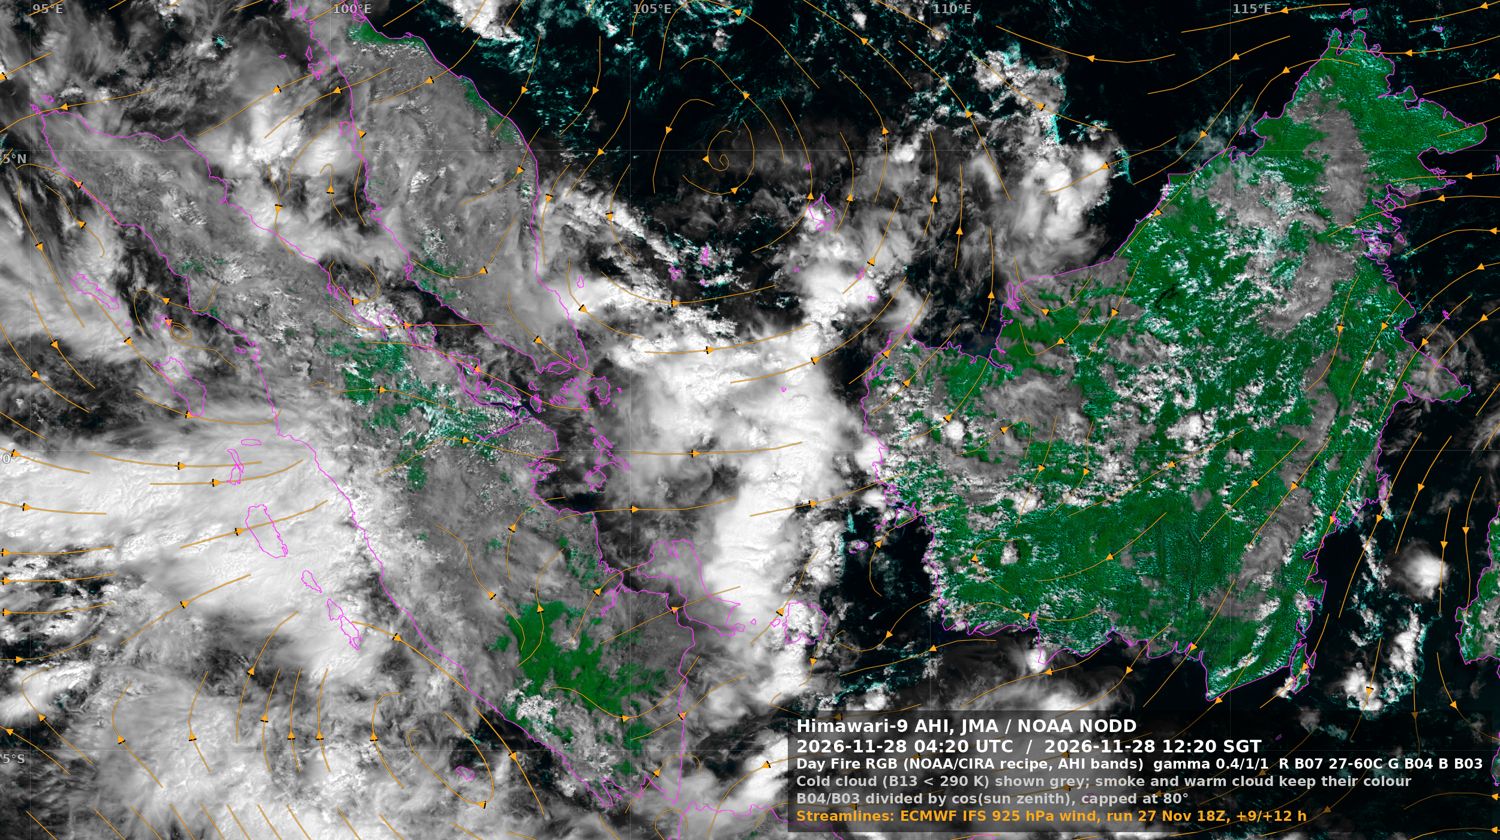 95°E
100°E
105°E
110°E
115°E
5°N
0°
5°S
Himawari-9 AHI, JMA / NOAA NODD
2026-11-28 04:20 UTC / 2026-11-28 12:20 SGT
Day Fire RGB (NOAA/CIRA recipe, AHI bands) gamma 0.4/1/1 R B07 27-60C G B04 B B03
Cold cloud (B13 < 290 K) shown grey; smoke and warm cloud keep their colour
B04/B03 divided by cos(sun zenith), capped at 80°
Streamlines: ECMWF IFS 925 hPa wind, run 27 Nov 18Z, +9/+12 h